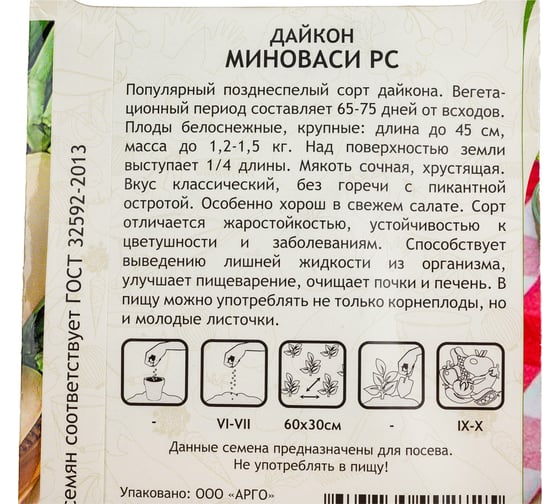 ДАЙКОН
МИНОВАСИ РС
Популярный позднеспелый сорт дайкона. Вегета-
ционный период составляет 65-75 дней от всходов.
Плоды белоснежные, крупные: длина до 45 см,
масса до 1,2-1,5 кг. Над поверхностью земли
выступает 1/4 длины. Мякоть сочная, хрустящая.
Вкус классический, без горечи с пикантной
остротой. Особенно хорош в свежем салате. Сорт
отличается жаростойкостью, устойчивостью к
цветушности и заболеваниям. Способствует
выведению лишней жидкости из организма,
улучшает пищеварение, очищает почки и печень. В
пищу можно употреблять не только корнеплоды, но
и молодые листочки.
- VI-VII 60x30см - IX-X
Данные семена предназначены для посева.
Не употреблять в пищу!
Упаковано: ООО "АРГО"
семян соответствует ГОСТ 32592-2013